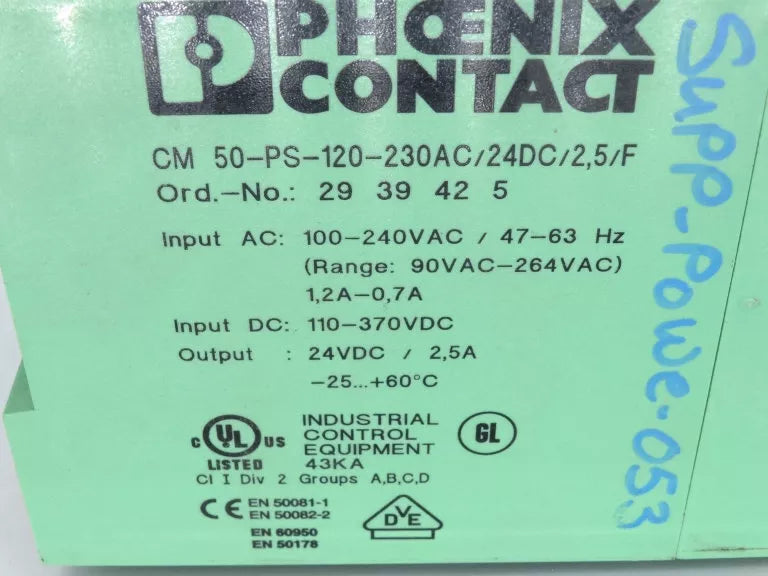 PHŒNIX
CONTACT
CM 50-PS-120-230AC/24DC/2,5/F
Ord.-No.: 29 39 42 5
Input AC: 100-240VAC / 47-63 Hz
(Range: 90VAC-264VAC)
1,2A-0,7A
Input DC: 110-370VDC
Output : 24VDC / 2,5A
-25...+60°C
C UL US
LISTED
INDUSTRIAL
CONTROL
EQUIPMENT
43KA
GL
Cl I Div 2 Groups A,B,C,D
CE EN 50081-1
EN 50082-2
EN 60950
EN 50178
DVE
Supp-Powe-053